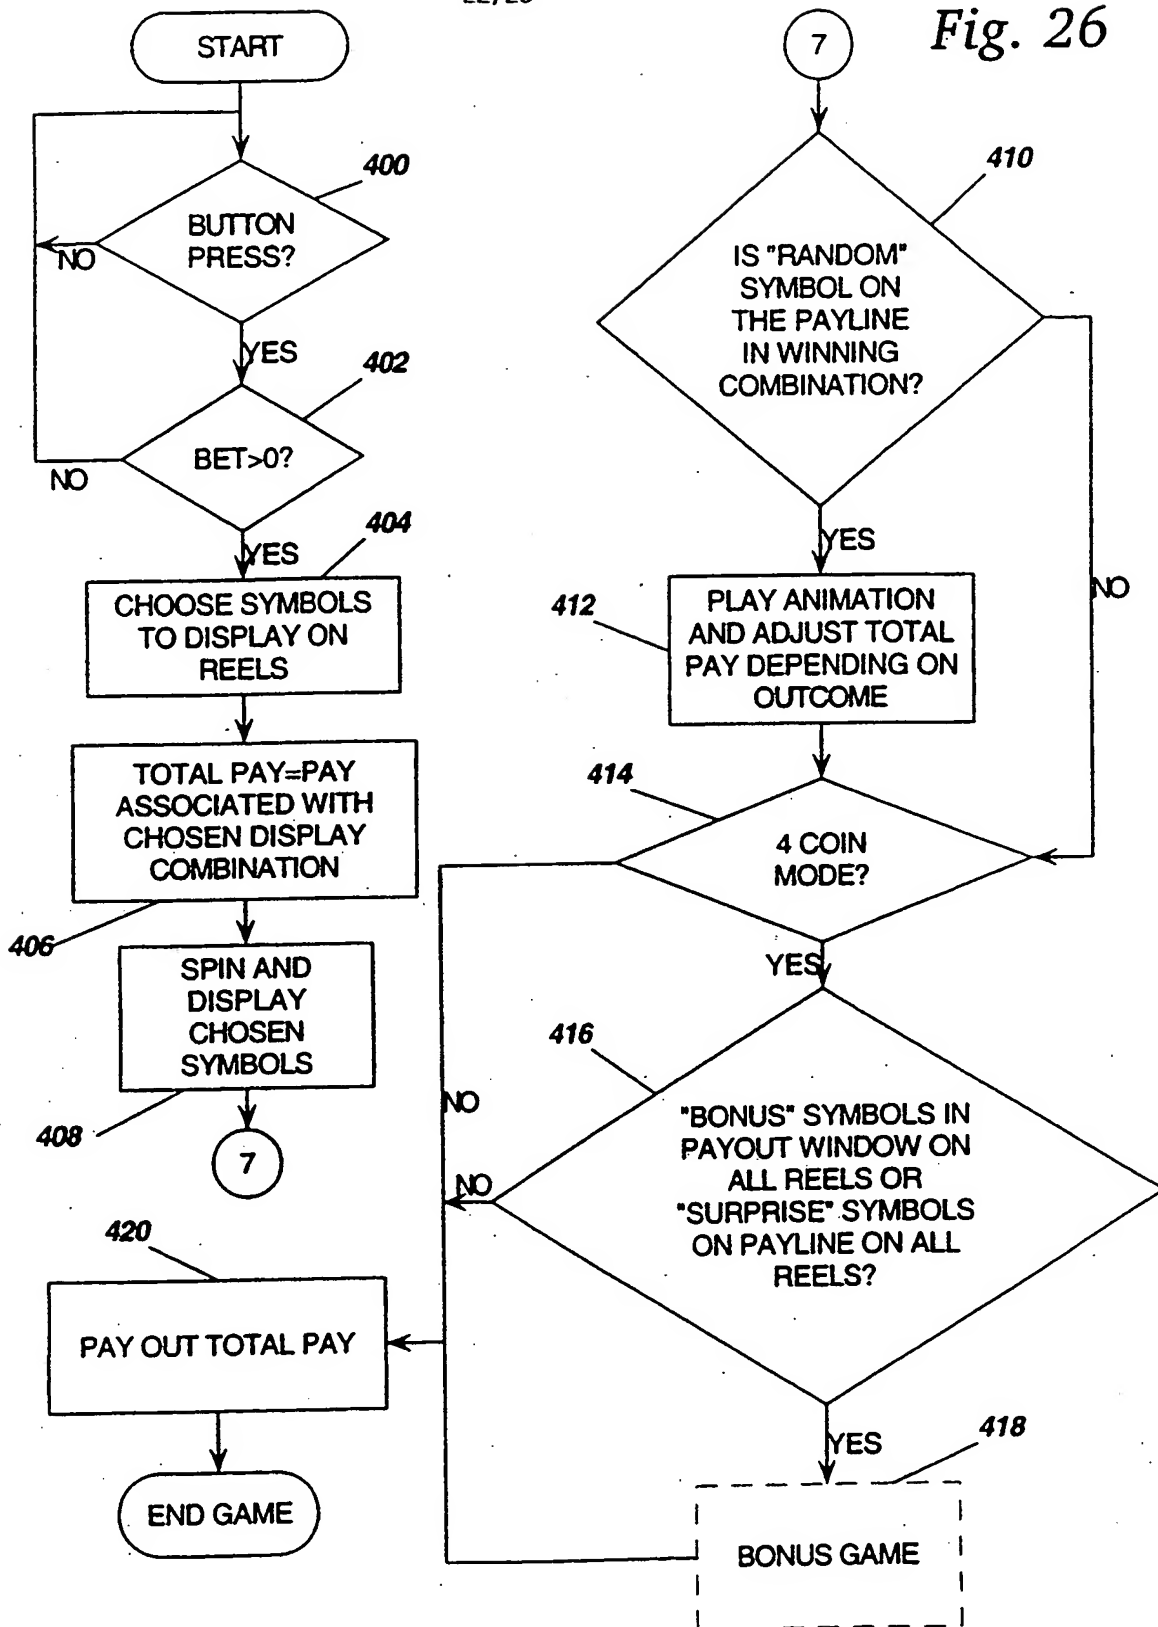 Fig. 26
START
400
BUTTON
PRESS?
NO
YES
402
BET>0?
NO
YES
404
CHOOSE SYMBOLS
TO DISPLAY ON
REELS
TOTAL PAY=PAY
ASSOCIATED WITH
CHOSEN DISPLAY
COMBINATION
406
SPIN AND
DISPLAY
CHOSEN
SYMBOLS
408
7
420
PAY OUT TOTAL PAY
END GAME
7
410
IS "RANDOM"
SYMBOL ON
THE PAYLINE
IN WINNING
COMBINATION?
YES
NO
412
PLAY ANIMATION
AND ADJUST TOTAL
PAY DEPENDING ON
OUTCOME
414
4 COIN
MODE?
YES
NO
416
"BONUS" SYMBOLS IN
PAYOUT WINDOW ON
ALL REELS OR
"SURPRISE" SYMBOLS
ON PAYLINE ON ALL
REELS?
NO
YES
418
BONUS GAME